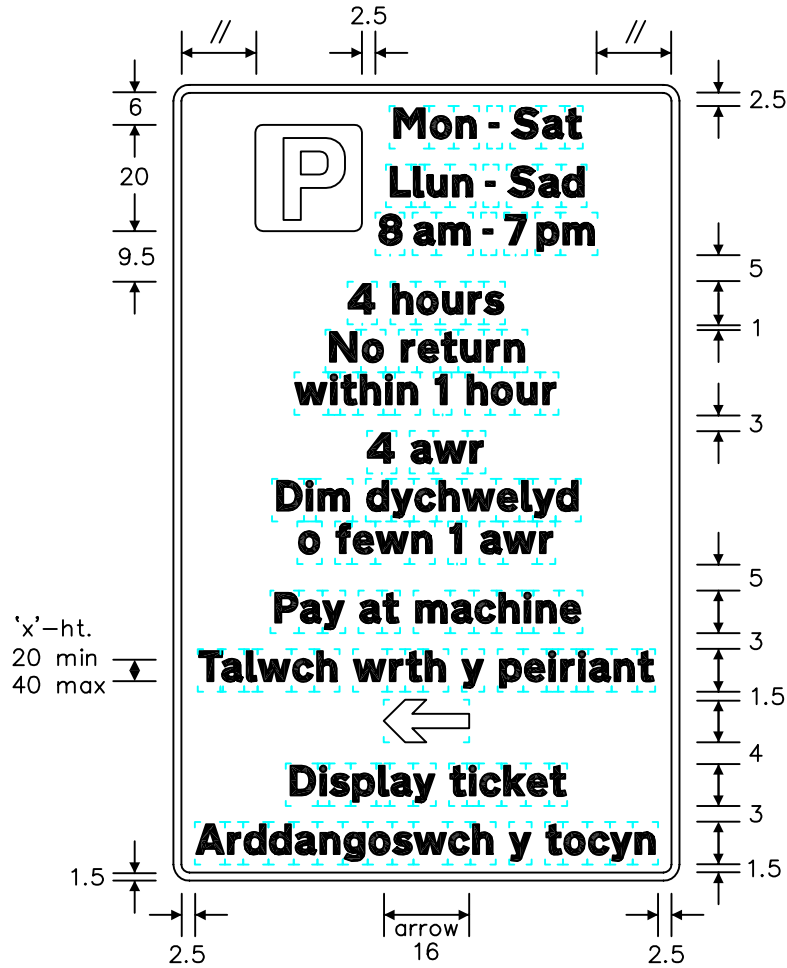 2.5
// //
6
2.5
P
Mon - Sat
20
Llun - Sad
8 am - 7 pm
9.5
5
4 hours
1
No return
within 1 hour
3
4 awr
Dim dychwelyd
o fewn 1 awr
5
Pay at machine
'x'-ht.
20 min
40 max
3
Talwch wrth y peiriant
1.5
4
Display ticket
3
Arddangoswch y tocyn
1.5
1.5
arrow
16
2.5
2.5